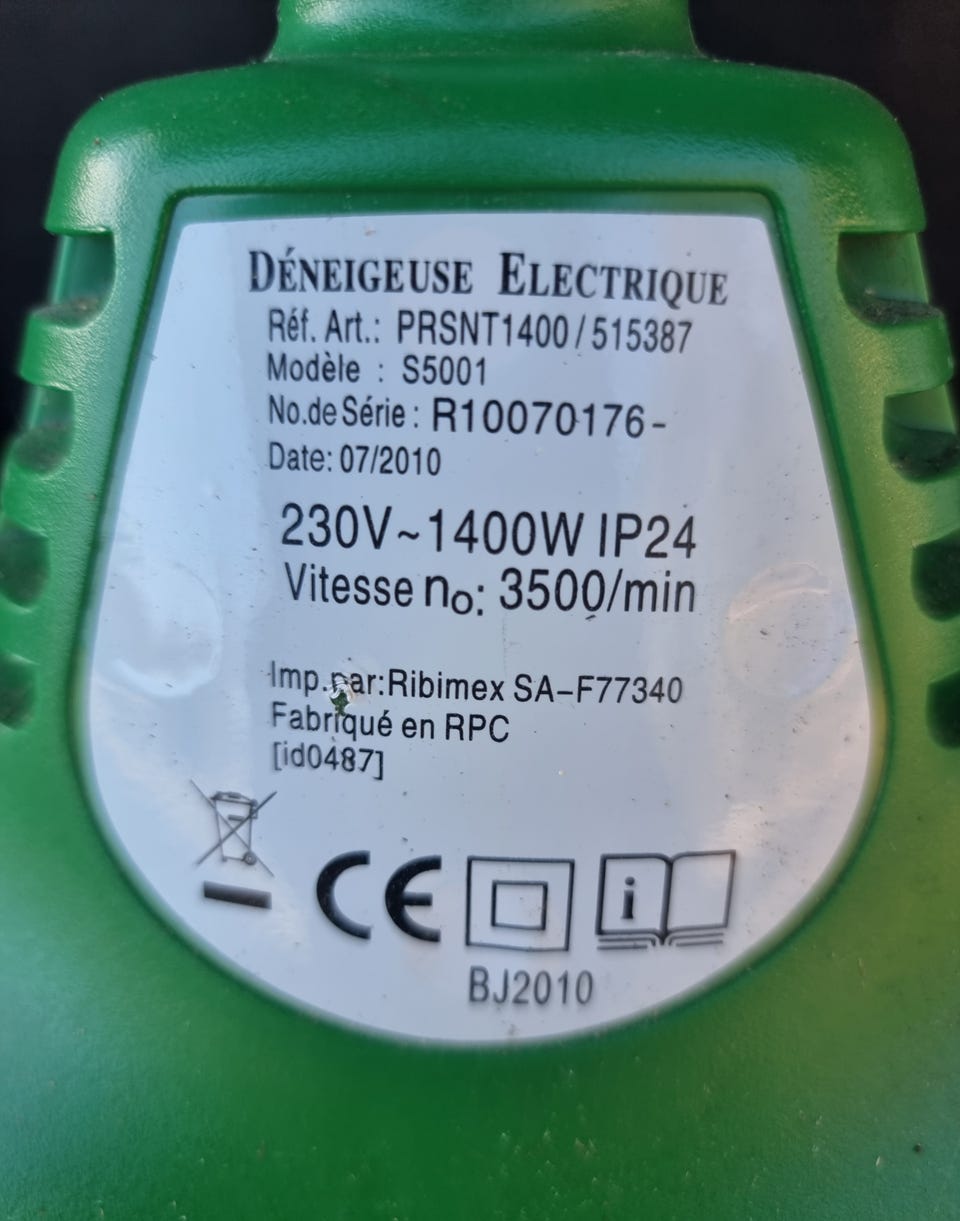 DÉNEIGEUSE ELECTRIQUE
Réf. Art.: PRSNT1400/515387
Modèle : S5001
No.de Série : R10070176-
Date: 07/2010
230V~1400W IP24
Vitesse no: 3500/min
Imp.par:Ribimex SA-F77340
Fabriqué en RPC
[id0487]
CE
i
BJ2010